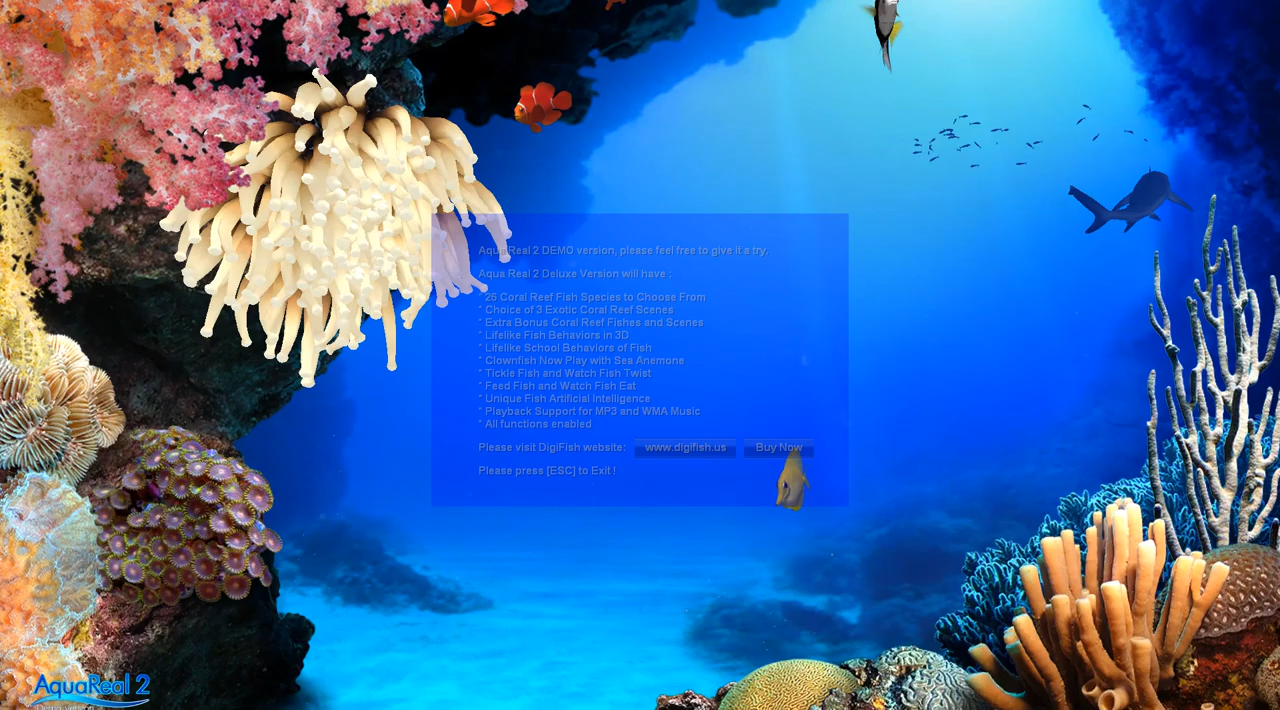 AquaReal 2 DEMO version, please feel free to give it a try.
Aqua Real 2 Deluxe Version will have :
* 26 Coral Reef Fish Species to Choose From
* Choice of 3 Exotic Coral Reef Scenes
* Extra Bonus Coral Reef Fishes and Scenes
* Lifelike Fish Behaviors in 3D
* Lifelike School Behaviors of Fish
* Clownfish Now Play with Sea Anemone
* Tickle Fish and Watch Fish Twist
* Feed Fish and Watch Fish Eat
* Unique Fish Artificial Intelligence
* Playback Support for MP3 and WMA Music
* All functions enabled
Please visit DigiFish website: www.digifish.us Buy Now
Please press [ESC] to Exit !
AquaReal 2
Demo Version